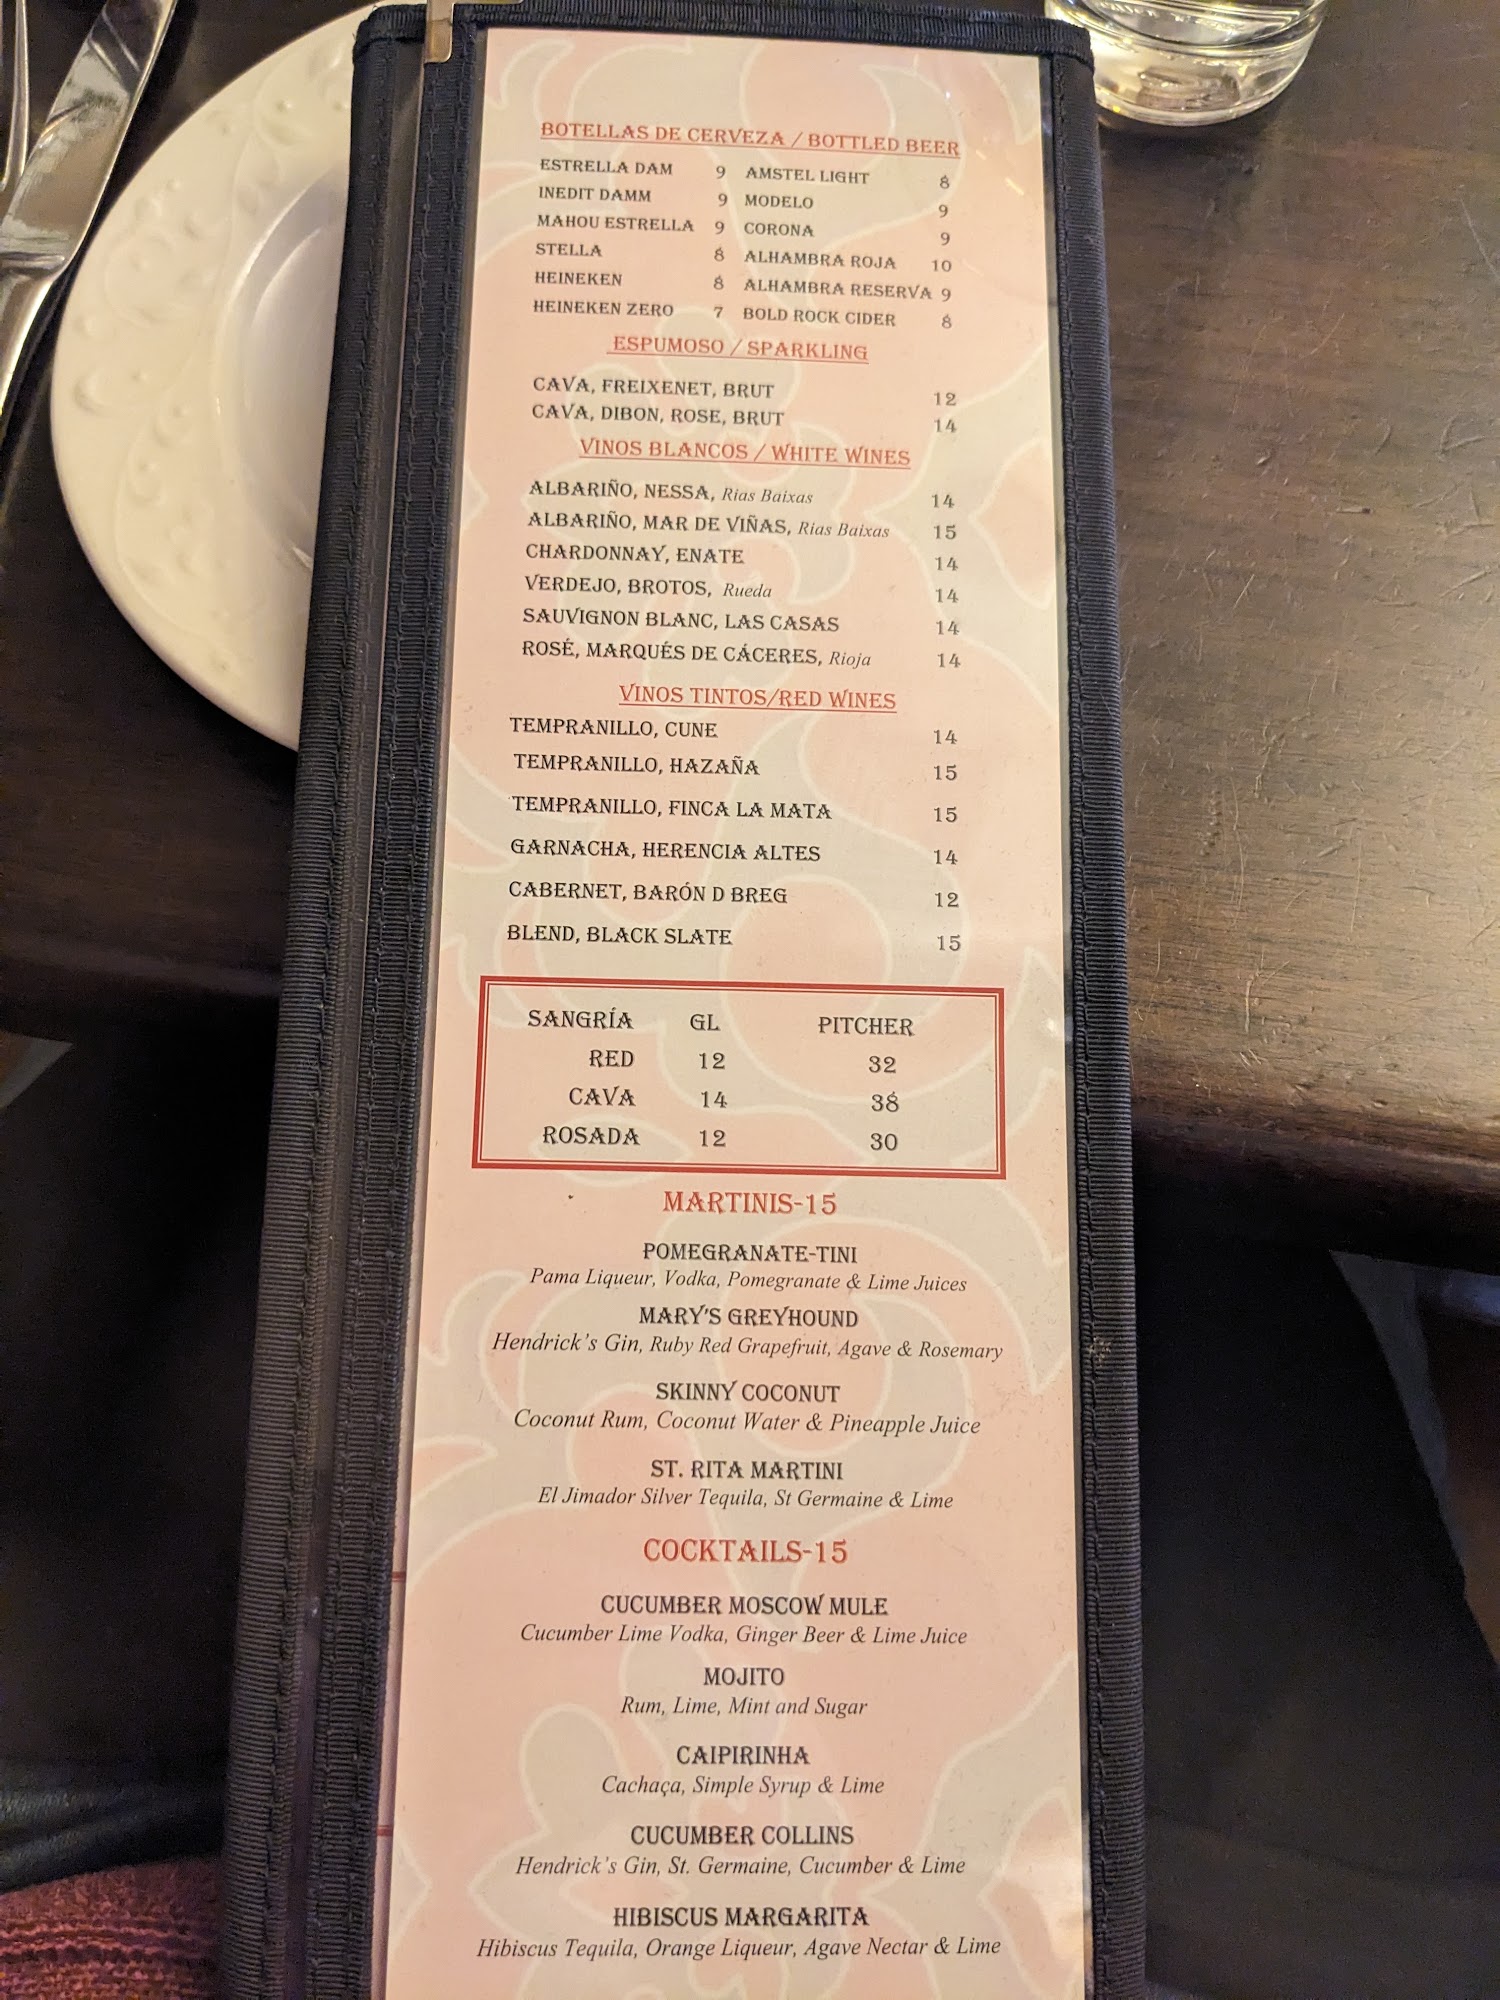 BOTELLAS DE CERVEZA / BOTTLED BEER
ESTRELLA DAM 9 AMSTEL LIGHT 8
INEDIT DAMM 9 MODELO 9
MAHOU ESTRELLA 9 CORONA 9
STELLA 8 ALHAMBRA ROJA 10
HEINEKEN 8 ALHAMBRA RESERVA 9
HEINEKEN ZERO 7 BOLD ROCK CIDER 8
ESPUMOSO / SPARKLING
CAVA, FREIXENET, BRUT 12
CAVA, DIBON, ROSE, BRUT 14
VINOS BLANCOS / WHITE WINES
ALBARIÑO, NESSA, Rias Baixas 14
ALBARIÑO, MAR DE VIÑAS, Rias Baixas 15
CHARDONNAY, ENATE 14
VERDEJO, BROTOS, Rueda 14
SAUVIGNON BLANC, LAS CASAS 14
ROSÉ, MARQUÉS DE CÁCERES, Rioja 14
VINOS TINTOS/RED WINES
TEMPRANILLO, CUNE 14
TEMPRANILLO, HAZAÑA 15
TEMPRANILLO, FINCA LA MATA 15
GARNACHA, HERENCIA ALTES 14
CABERNET, BARÓN D BREG 12
BLEND, BLACK SLATE 15
SANGRÍA GL PITCHER
RED 12 32
CAVA 14 38
ROSADA 12 30
MARTINIS-15
POMEGRANATE-TINI
Pama Liqueur, Vodka, Pomegranate & Lime Juices
MARY'S GREYHOUND
Hendrick's Gin, Ruby Red Grapefruit, Agave & Rosemary
SKINNY COCONUT
Coconut Rum, Coconut Water & Pineapple Juice
ST. RITA MARTINI
El Jimador Silver Tequila, St Germaine & Lime
COCKTAILS-15
CUCUMBER MOSCOW MULE
Cucumber Lime Vodka, Ginger Beer & Lime Juice
MOJITO
Rum, Lime, Mint and Sugar
CAIPIRINHA
Cachaça, Simple Syrup & Lime
CUCUMBER COLLINS
Hendrick's Gin, St. Germaine, Cucumber & Lime
HIBISCUS MARGARITA
Hibiscus Tequila, Orange Liqueur, Agave Nectar & Lime